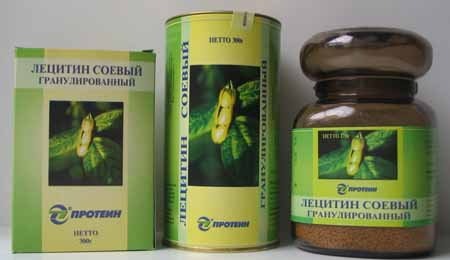 ЛЕЦИТИН СОЕВЫЙ
ГРАНУЛИРОВАННЫЙ
ПРОТЕИН
НЕТТО
300г
НЕТТО 300г
ЛЕЦИТИН СОЕВЫЙ
ГРАНУЛИРОВАННЫЙ
ПРОТЕИН
НЕТТО
ЛЕЦИТИН СОЕВЫЙ
ГРАНУЛИРОВАННЫЙ
ПРОТЕИН